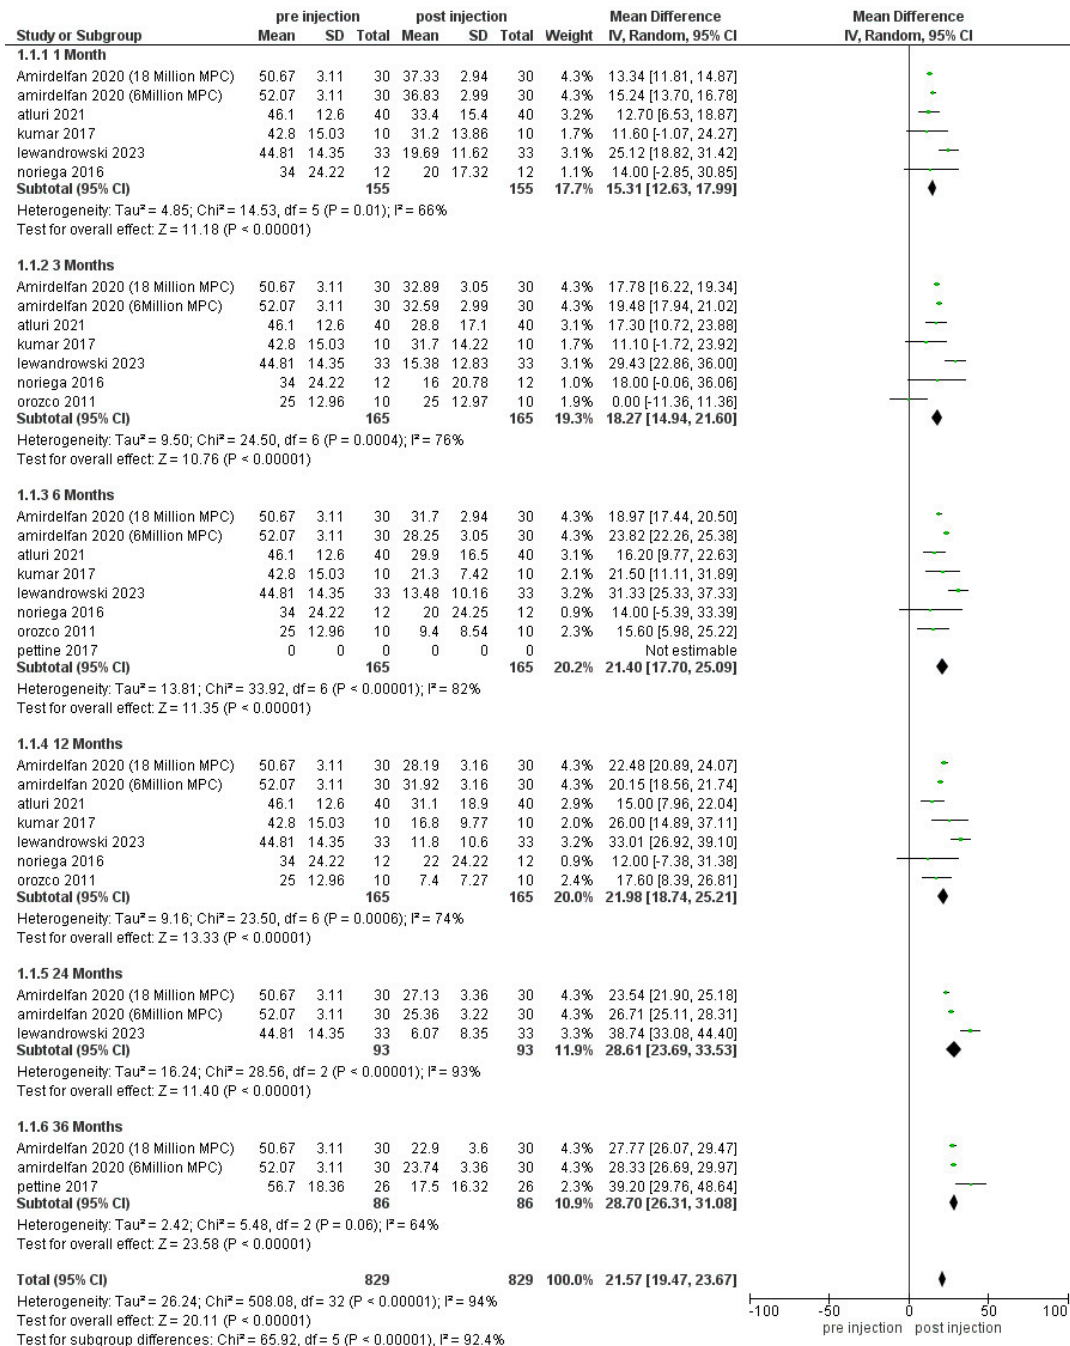 pre injection post injection Mean Difference Mean Difference
Study or Subgroup Mean SD Total Mean SD Total Weight IV, Random, 95% CI IV, Random, 95% CI
1.1.1 1 Month
Amirdelfan 2020 (18 Million MPC) 50.67 3.11 30 37.33 2.94 30 4.3% 13.34 [11.81, 14.87]
amirdelfan 2020 (6Million MPC) 52.07 3.11 30 36.83 2.99 30 4.3% 15.24 [13.70, 16.78]
atluri 2021 46.1 12.6 40 33.4 15.4 40 3.1% 12.70 [6.53, 18.87]
kumar 2017 42.8 15.03 10 31.2 13.86 10 1.7% 11.60 [-1.07, 24.27]
lewandrowski 2023 44.81 14.35 33 19.69 11.62 33 3.1% 25.12 [18.82, 31.42]
noriega 2016 34 24.22 12 20 17.32 12 1.1% 14.00 [-2.85, 30.85]
Subtotal (95% CI) 155 155 17.7% 15.31 [12.63, 17.99]
Heterogeneity: Tau² = 4.85; Chi² = 14.53, df = 5 (P = 0.01); I² = 66%
Test for overall effect: Z = 11.18 (P < 0.00001)
1.1.2 3 Months
Amirdelfan 2020 (18 Million MPC) 50.67 3.11 30 32.89 3.05 30 4.3% 17.78 [16.22, 19.34]
amirdelfan 2020 (6Million MPC) 52.07 3.11 30 32.59 2.99 30 4.3% 19.48 [17.94, 21.02]
atluri 2021 46.1 12.6 40 28.8 17.1 40 3.1% 17.30 [10.72, 23.88]
kumar 2017 42.8 15.03 10 31.7 14.22 10 1.7% 11.10 [-1.72, 23.92]
lewandrowski 2023 44.81 14.35 33 15.38 12.83 33 3.1% 29.43 [22.86, 36.00]
noriega 2016 34 24.22 12 16 20.78 12 1.0% 18.00 [-0.06, 36.06]
orozco 2011 25 12.96 10 25 12.97 10 1.9% 0.00 [-11.36, 11.36]
Subtotal (95% CI) 165 165 19.3% 18.27 [14.94, 21.60]
Heterogeneity: Tau² = 9.50; Chi² = 24.50, df = 6 (P = 0.0004); I² = 76%
Test for overall effect: Z = 10.76 (P < 0.00001)
1.1.3 6 Months
Amirdelfan 2020 (18 Million MPC) 50.67 3.11 30 31.7 2.94 30 4.3% 18.97 [17.44, 20.50]
amirdelfan 2020 (6Million MPC) 52.07 3.11 30 28.25 3.05 30 4.3% 23.82 [22.26, 25.38]
atluri 2021 46.1 12.6 40 29.9 16.5 40 3.1% 16.20 [9.77, 22.63]
kumar 2017 42.8 15.03 10 21.3 7.42 10 2.1% 21.50 [11.11, 31.89]
lewandrowski 2023 44.81 14.35 33 13.48 10.16 33 3.2% 31.33 [25.33, 37.33]
noriega 2016 34 24.22 12 20 24.25 12 0.9% 14.00 [-5.39, 33.39]
orozco 2011 25 12.96 10 9.4 8.54 10 2.3% 15.60 [5.98, 25.22]
pettine 2017 0 0 0 0 0 0 Not estimable
Subtotal (95% CI) 165 165 20.2% 21.40 [17.70, 25.09]
Heterogeneity: Tau² = 13.81; Chi² = 33.92, df = 6 (P < 0.00001); I² = 82%
Test for overall effect: Z = 11.35 (P < 0.00001)
1.1.4 12 Months
Amirdelfan 2020 (18 Million MPC) 50.67 3.11 30 28.19 3.16 30 4.3% 22.48 [20.89, 24.07]
amirdelfan 2020 (6Million MPC) 52.07 3.11 30 31.92 3.16 30 4.3% 20.15 [18.56, 21.74]
atluri 2021 46.1 12.6 40 31.1 18.9 40 2.9% 15.00 [7.96, 22.04]
kumar 2017 42.8 15.03 10 16.8 9.77 10 2.0% 26.00 [14.89, 37.11]
lewandrowski 2023 44.81 14.35 33 11.8 10.6 33 3.2% 33.01 [26.92, 39.10]
noriega 2016 34 24.22 12 22 24.22 12 0.9% 12.00 [-7.38, 31.38]
orozco 2011 25 12.96 10 7.4 7.27 10 2.4% 17.60 [8.39, 26.81]
Subtotal (95% CI) 165 165 20.0% 21.98 [18.74, 25.21]
Heterogeneity: Tau² = 9.16; Chi² = 23.50, df = 6 (P = 0.0006); I² = 74%
Test for overall effect: Z = 13.33 (P < 0.00001)
1.1.5 24 Months
Amirdelfan 2020 (18 Million MPC) 50.67 3.11 30 27.13 3.36 30 4.3% 23.54 [21.90, 25.18]
amirdelfan 2020 (6Million MPC) 52.07 3.11 30 25.36 3.22 30 4.3% 26.71 [25.11, 28.31]
lewandrowski 2023 44.81 14.35 33 6.07 8.35 33 3.3% 38.74 [33.08, 44.40]
Subtotal (95% CI) 93 93 11.9% 28.61 [23.69, 33.53]
Heterogeneity: Tau² = 16.24; Chi² = 28.56, df = 2 (P < 0.00001); I² = 93%
Test for overall effect: Z = 11.40 (P < 0.00001)
1.1.6 36 Months
Amirdelfan 2020 (18 Million MPC) 50.67 3.11 30 22.9 3.6 30 4.3% 27.77 [26.07, 29.47]
amirdelfan 2020 (6Million MPC) 52.07 3.11 30 23.74 3.36 30 4.3% 28.33 [26.69, 29.97]
pettine 2017 56.7 18.36 26 17.5 16.32 26 2.3% 39.20 [29.76, 48.64]
Subtotal (95% CI) 86 86 10.9% 28.70 [26.31, 31.08]
Heterogeneity: Tau² = 2.42; Chi² = 5.48, df = 2 (P = 0.06); I² = 64%
Test for overall effect: Z = 23.58 (P < 0.00001)
Total (95% CI) 829 829 100.0% 21.57 [19.47, 23.67]
Heterogeneity: Tau² = 26.24; Chi² = 508.08, df = 32 (P < 0.00001); I² = 94%
Test for overall effect: Z = 20.11 (P < 0.00001)
Test for subgroup differences: Chi² = 65.92, df = 5 (P < 0.00001), I² = 92.4%
-100 -50 0 50 100
pre injection post injection